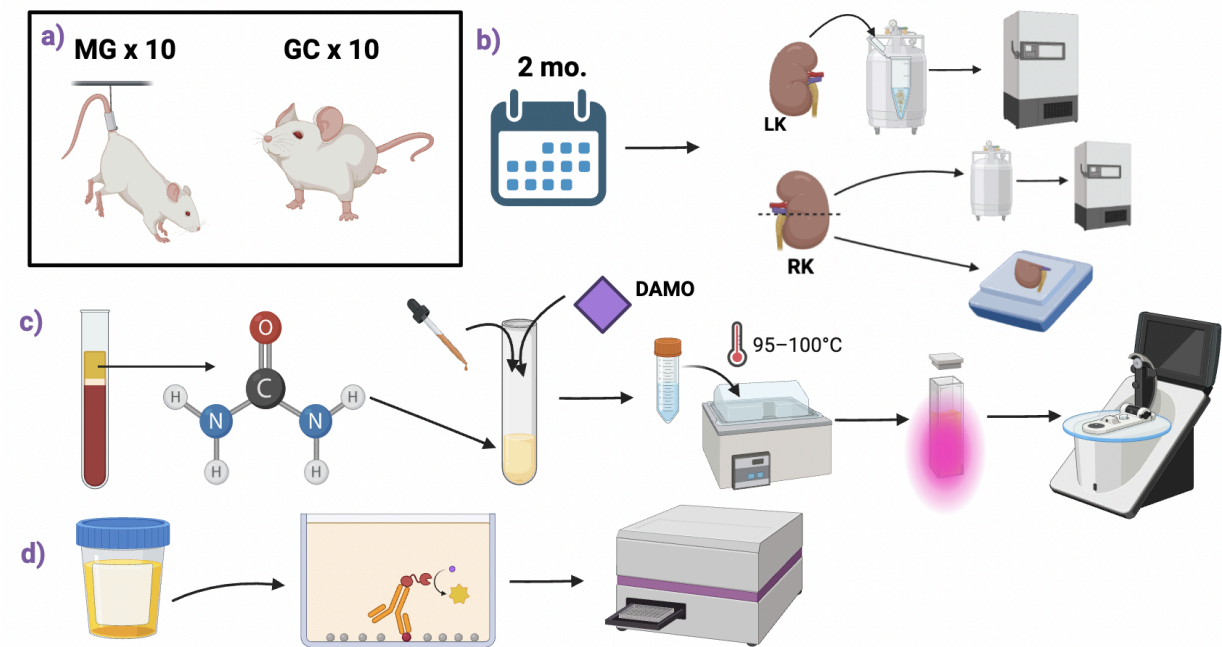 a)
MG x 10
GC x 10
b)
2 mo.
LK
RK
c)
O
C
H
N
N
H
H
H
DAMO
95–100°C
d)